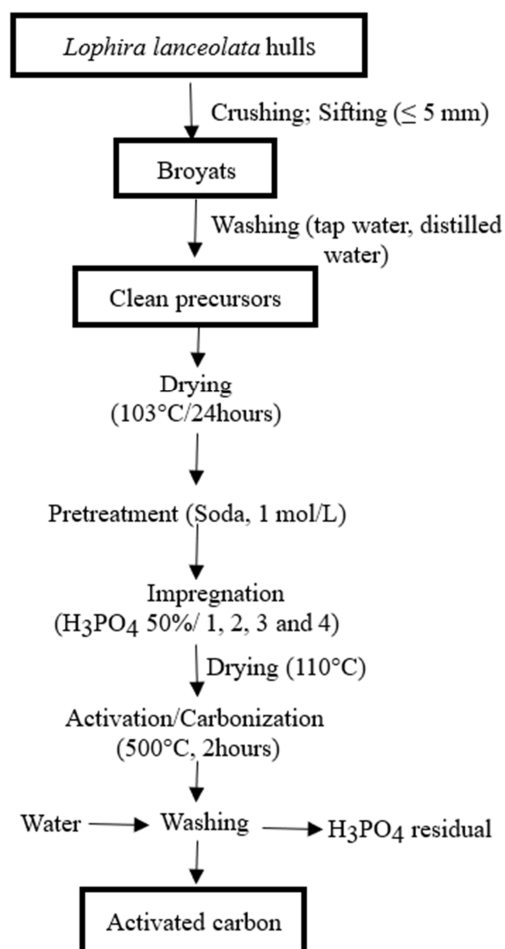 Lophira lanceolata hulls
Crushing; Sifting (≤ 5 mm)
Broyats
Washing (tap water, distilled
water)
Clean precursors
Drying
(103°C/24hours)
Pretreatment (Soda, 1 mol/L)
Impregnation
(H3PO4 50%/ 1, 2, 3 and 4)
Drying (110°C)
Activation/Carbonization
(500°C, 2hours)
Water Washing H3PO4 residual
Activated carbon